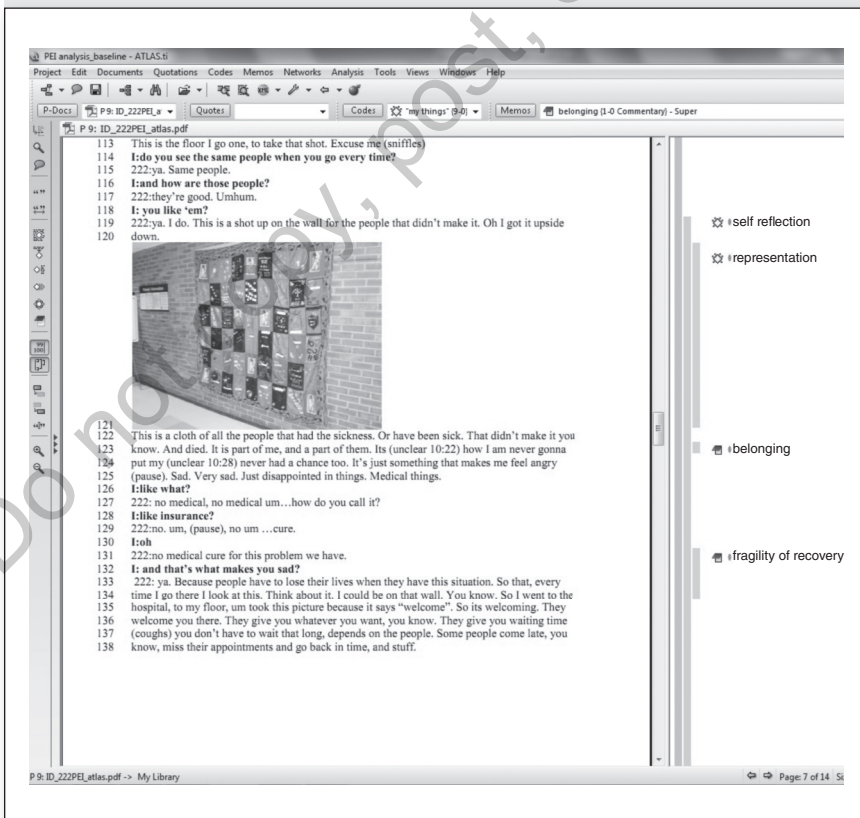 PEI analysis_baseline - ATLAS.ti
Project Edit Documents Quotations Codes Memos Networks Analysis Tools Views Windows Help
P-Docs P 9: ID_222PEI_a Quotes Codes "my things" {9-0} Memos belonging {1-0 Commentary} - Super
P 9: ID_222PEI_atlas.pdf
113 This is the floor I go one, to take that shot. Excuse me (sniffles)
114 I:do you see the same people when you go every time?
115 222:ya. Same people.
116 I:and how are those people?
117 222:they're good. Umhum.
118 I: you like 'em?
119 222:ya. I do. This is a shot up on the wall for the people that didn't make it. Oh I got it upside
120 down.
self reflection
representation
121
122 This is a cloth of all the people that had the sickness. Or have been sick. That didn't make it you
123 know. And died. It is part of me, and a part of them. Its (unclear 10:22) how I am never gonna
124 put my (unclear 10:28) never had a chance too. It's just something that makes me feel angry
125 (pause). Sad. Very sad. Just disappointed in things. Medical things.
belonging
126 I:like what?
127 222: no medical, no medical um…how do you call it?
128 I:like insurance?
129 222:no. um, (pause), no um …cure.
130 I:oh
131 222:no medical cure for this problem we have.
132 I: and that's what makes you sad?
fragility of recovery
133 222: ya. Because people have to lose their lives when they have this situation. So that, every
134 time I go there I look at this. Think about it. I could be on that wall. You know. So I went to the
135 hospital, to my floor, um took this picture because it says "welcome". So its welcoming. They
136 welcome you there. They give you whatever you want, you know. They give you waiting time
137 (coughs) you don't have to wait that long, depends on the people. Some people come late, you
138 know, miss their appointments and go back in time, and stuff.
P 9: ID_222PEI_atlas.pdf -> My Library
Page: 7 of 14
Do not copy, post,